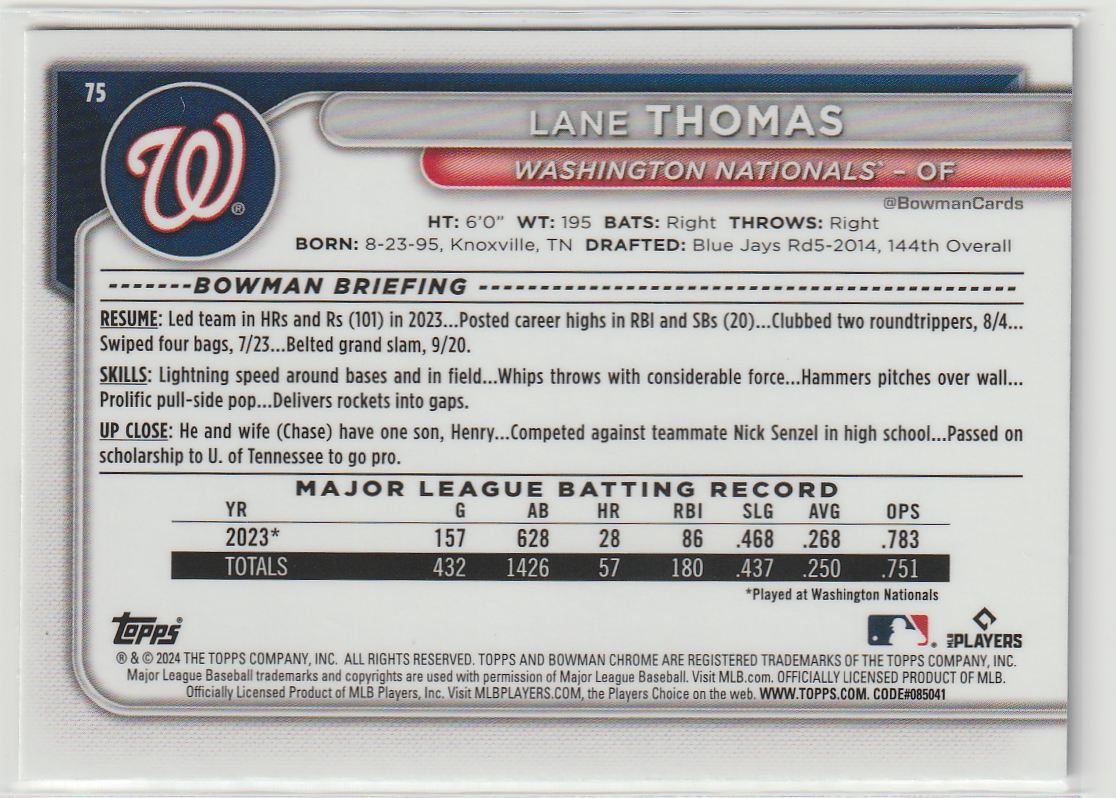 75
W®
LANE THOMAS
WASHINGTON NATIONALS® – OF
@BowmanCards
HT: 6'0" WT: 195 BATS: Right THROWS: Right
BORN: 8-23-95, Knoxville, TN DRAFTED: Blue Jays Rd5-2014, 144th Overall
-------BOWMAN BRIEFING --------------------------------------------
RESUME: Led team in HRs and Rs (101) in 2023...Posted career highs in RBI and SBs (20)...Clubbed two roundtrippers, 8/4...
Swiped four bags, 7/23...Belted grand slam, 9/20.
SKILLS: Lightning speed around bases and in field...Whips throws with considerable force...Hammers pitches over wall...
Prolific pull-side pop...Delivers rockets into gaps.
UP CLOSE: He and wife (Chase) have one son, Henry...Competed against teammate Nick Senzel in high school...Passed on
scholarship to U. of Tennessee to go pro.
MAJOR LEAGUE BATTING RECORD
YR G AB HR RBI SLG AVG OPS
2023* 157 628 28 86 .468 .268 .783
TOTALS 432 1426 57 180 .437 .250 .751
*Played at Washington Nationals
topps®
® MLB PLAYERS
® & © 2024 THE TOPPS COMPANY, INC. ALL RIGHTS RESERVED. TOPPS AND BOWMAN CHROME ARE REGISTERED TRADEMARKS OF THE TOPPS COMPANY, INC.
Major League Baseball trademarks and copyrights are used with permission of Major League Baseball. Visit MLB.com. OFFICIALLY LICENSED PRODUCT OF MLB.
Officially Licensed Product of MLB Players, Inc. Visit MLBPLAYERS.COM, the Players Choice on the web. WWW.TOPPS.COM. CODE#085041